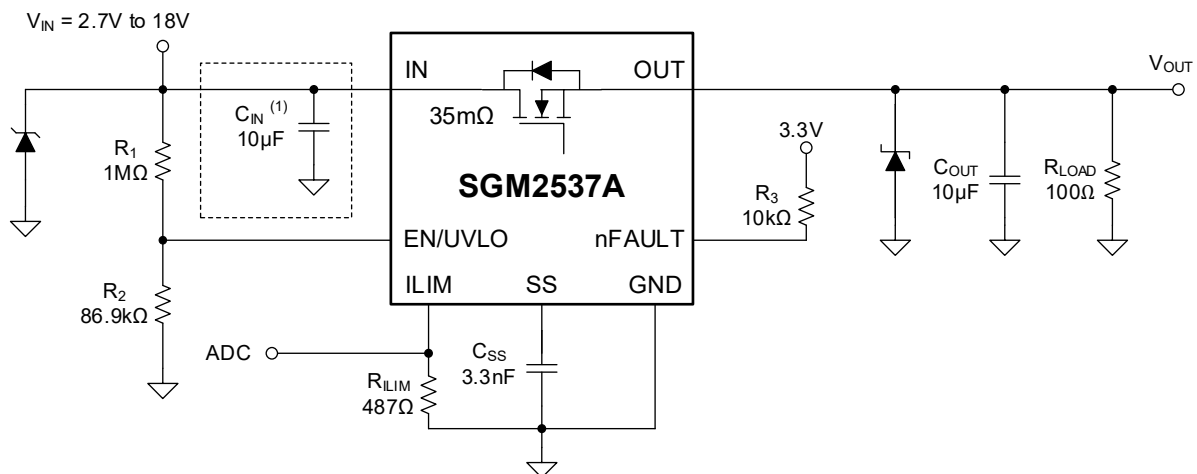 V_IN = 2.7V to 18V
IN
OUT
V_OUT
C_IN (1)
10µF
35mΩ
3.3V
R_1
1MΩ
SGM2537A
R_3
10kΩ
C_OUT
10µF
R_LOAD
100Ω
EN/UVLO
nFAULT
ILIM
SS
GND
R_2
86.9kΩ
ADC
C_SS
3.3nF
R_ILIM
487Ω